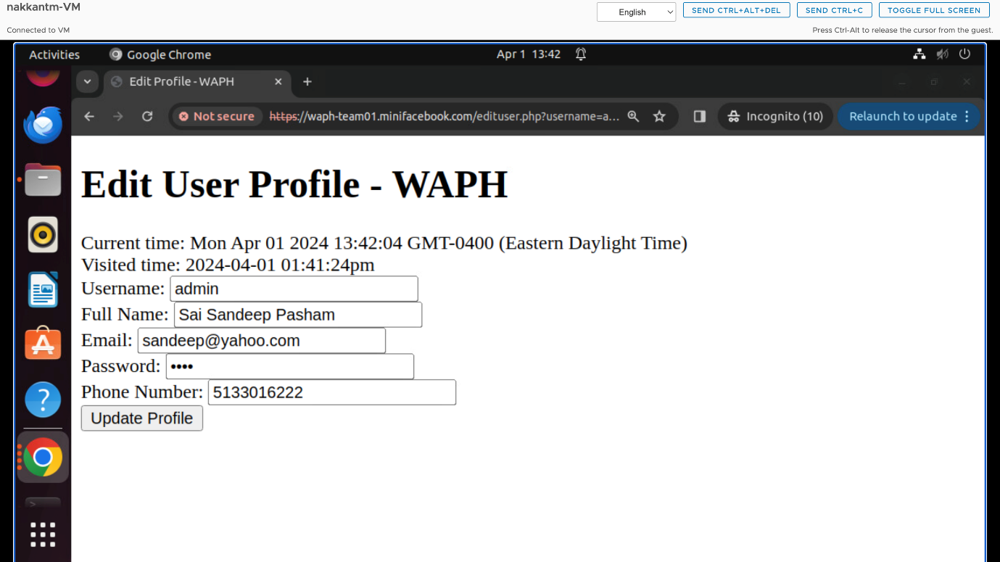 nakkantm-VM
English
SEND CTRL+ALT+DEL
SEND CTRL+C
TOGGLE FULL SCREEN
Connected to VM
Press Ctrl-Alt to release the cursor from the guest.
Activities
Google Chrome
Apr 1 13:42
Edit Profile - WAPH
Not secure
https://waph-team01.minifacebook.com/edituser.php?username=a...
Incognito (10)
Relaunch to update
Edit User Profile - WAPH
Current time: Mon Apr 01 2024 13:42:04 GMT-0400 (Eastern Daylight Time)
Visited time: 2024-04-01 01:41:24pm
Username: admin
Full Name: Sai Sandeep Pasham
Email: sandeep@yahoo.com
Password: ••••
Phone Number: 5133016222
Update Profile